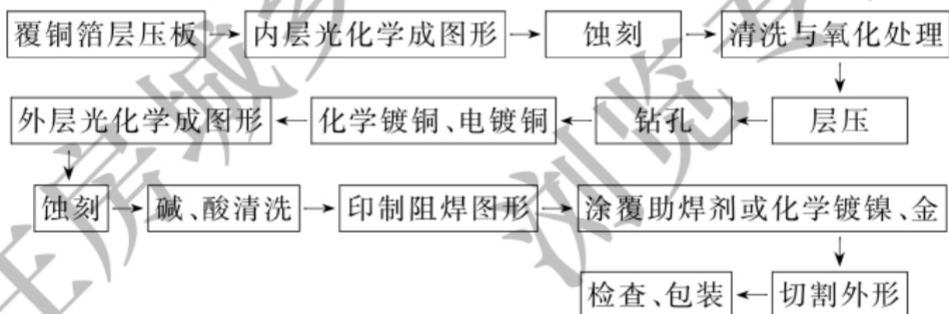 覆铜箔层压板 内层光化学成图形 蚀刻 清洗与氧化处理
外层光化学成图形 化学镀铜、电镀铜 钻孔 层压
蚀刻 碱、酸清洗 印制阻焊图形 涂覆助焊剂或化学镀镍、金
检查、包装 切割外形